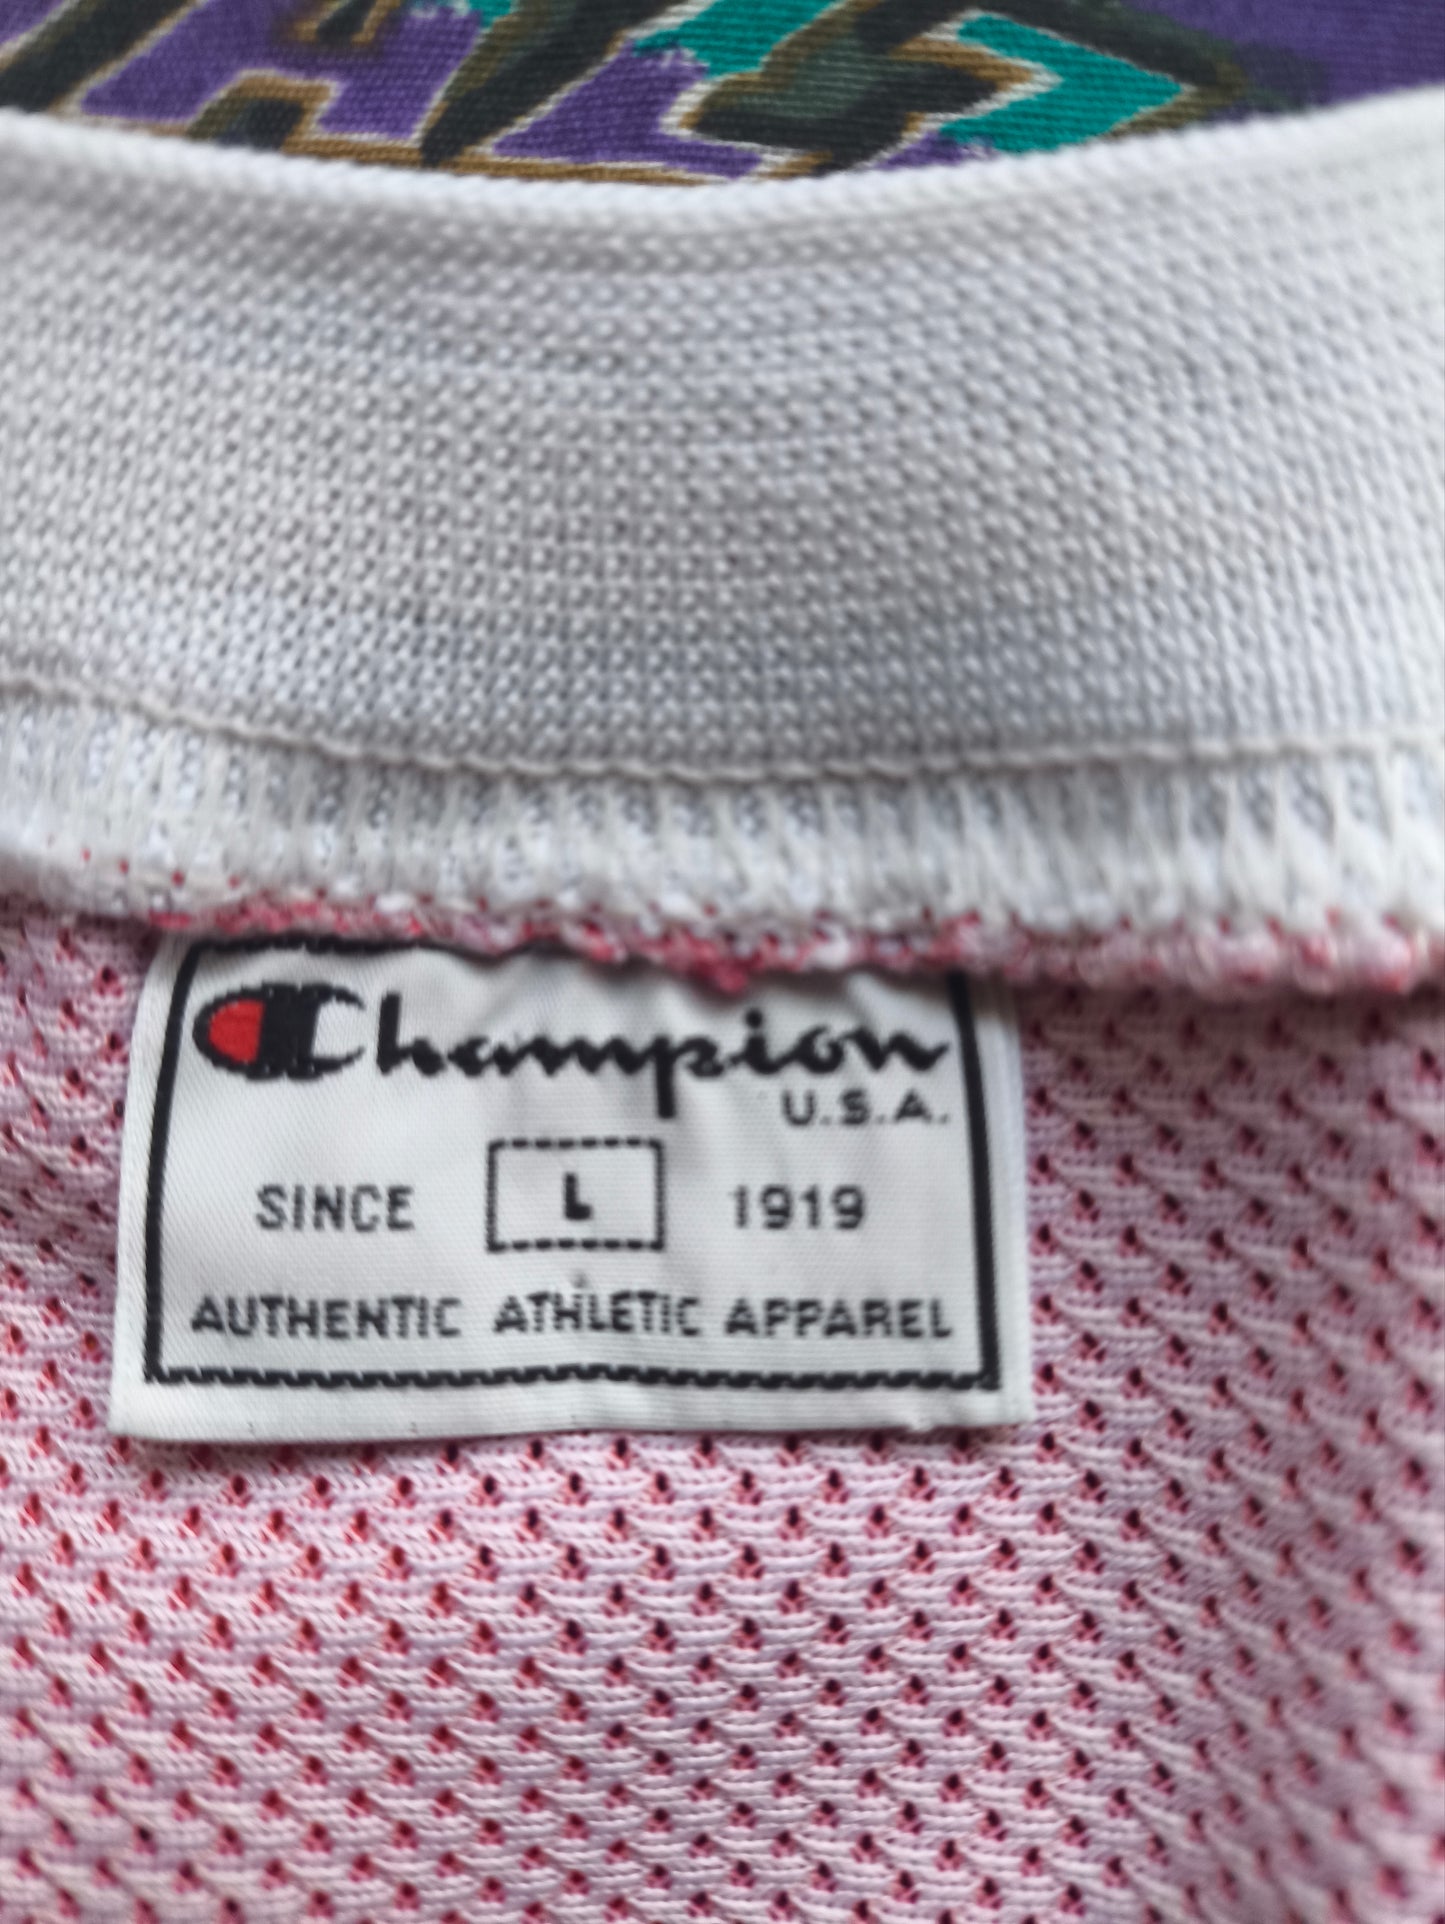 Champion
U.S.A.
SINCE L 1919
AUTHENTIC ATHLETIC APPAREL